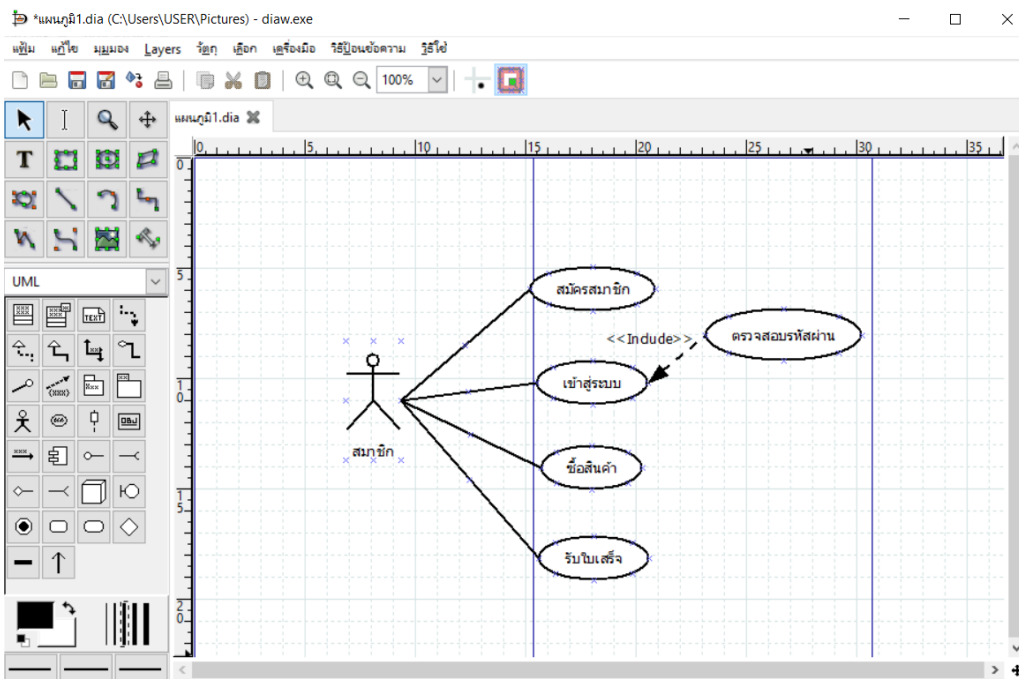 *แผนภูมิ1.dia (C:\Users\USER\Pictures) - diaw.exe
แฟ้ม แก้ไข มุมมอง Layers วัตถุ เลือก เครื่องมือ วิธีป้อนข้อความ วิธีใช้
100%
แผนภูมิ1.dia
0 5 10 15 20 25 30 35
0
5
10
15
20
T
UML
สมัครสมาชิก
<<Include>>
ตรวจสอบรหัสผ่าน
เข้าสู่ระบบ
สมาชิก
ซื้อสินค้า
รับใบเสร็จ